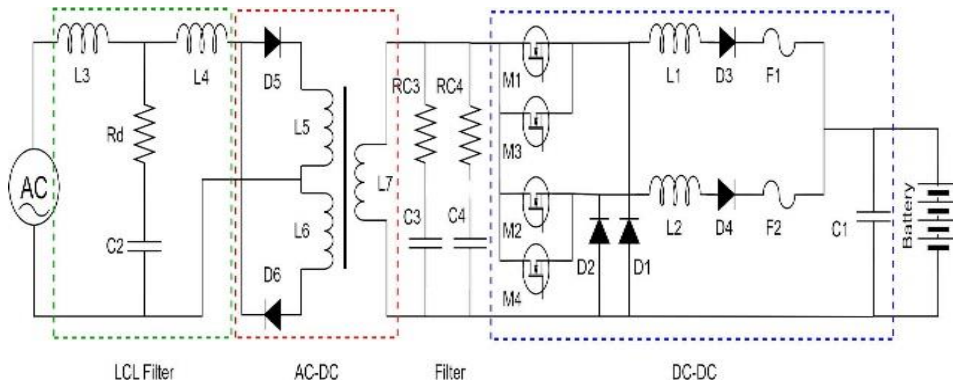 L3
L4
D5
L1
D3
F1
M1
RC3
RC4
Rd
L5
M3
AC
L7
M2
L2
D4
F2
C1
Battery
C2
L6
C3
C4
D2
D1
D6
M4
LCL Filter
AC-DC
Filter
DC-DC